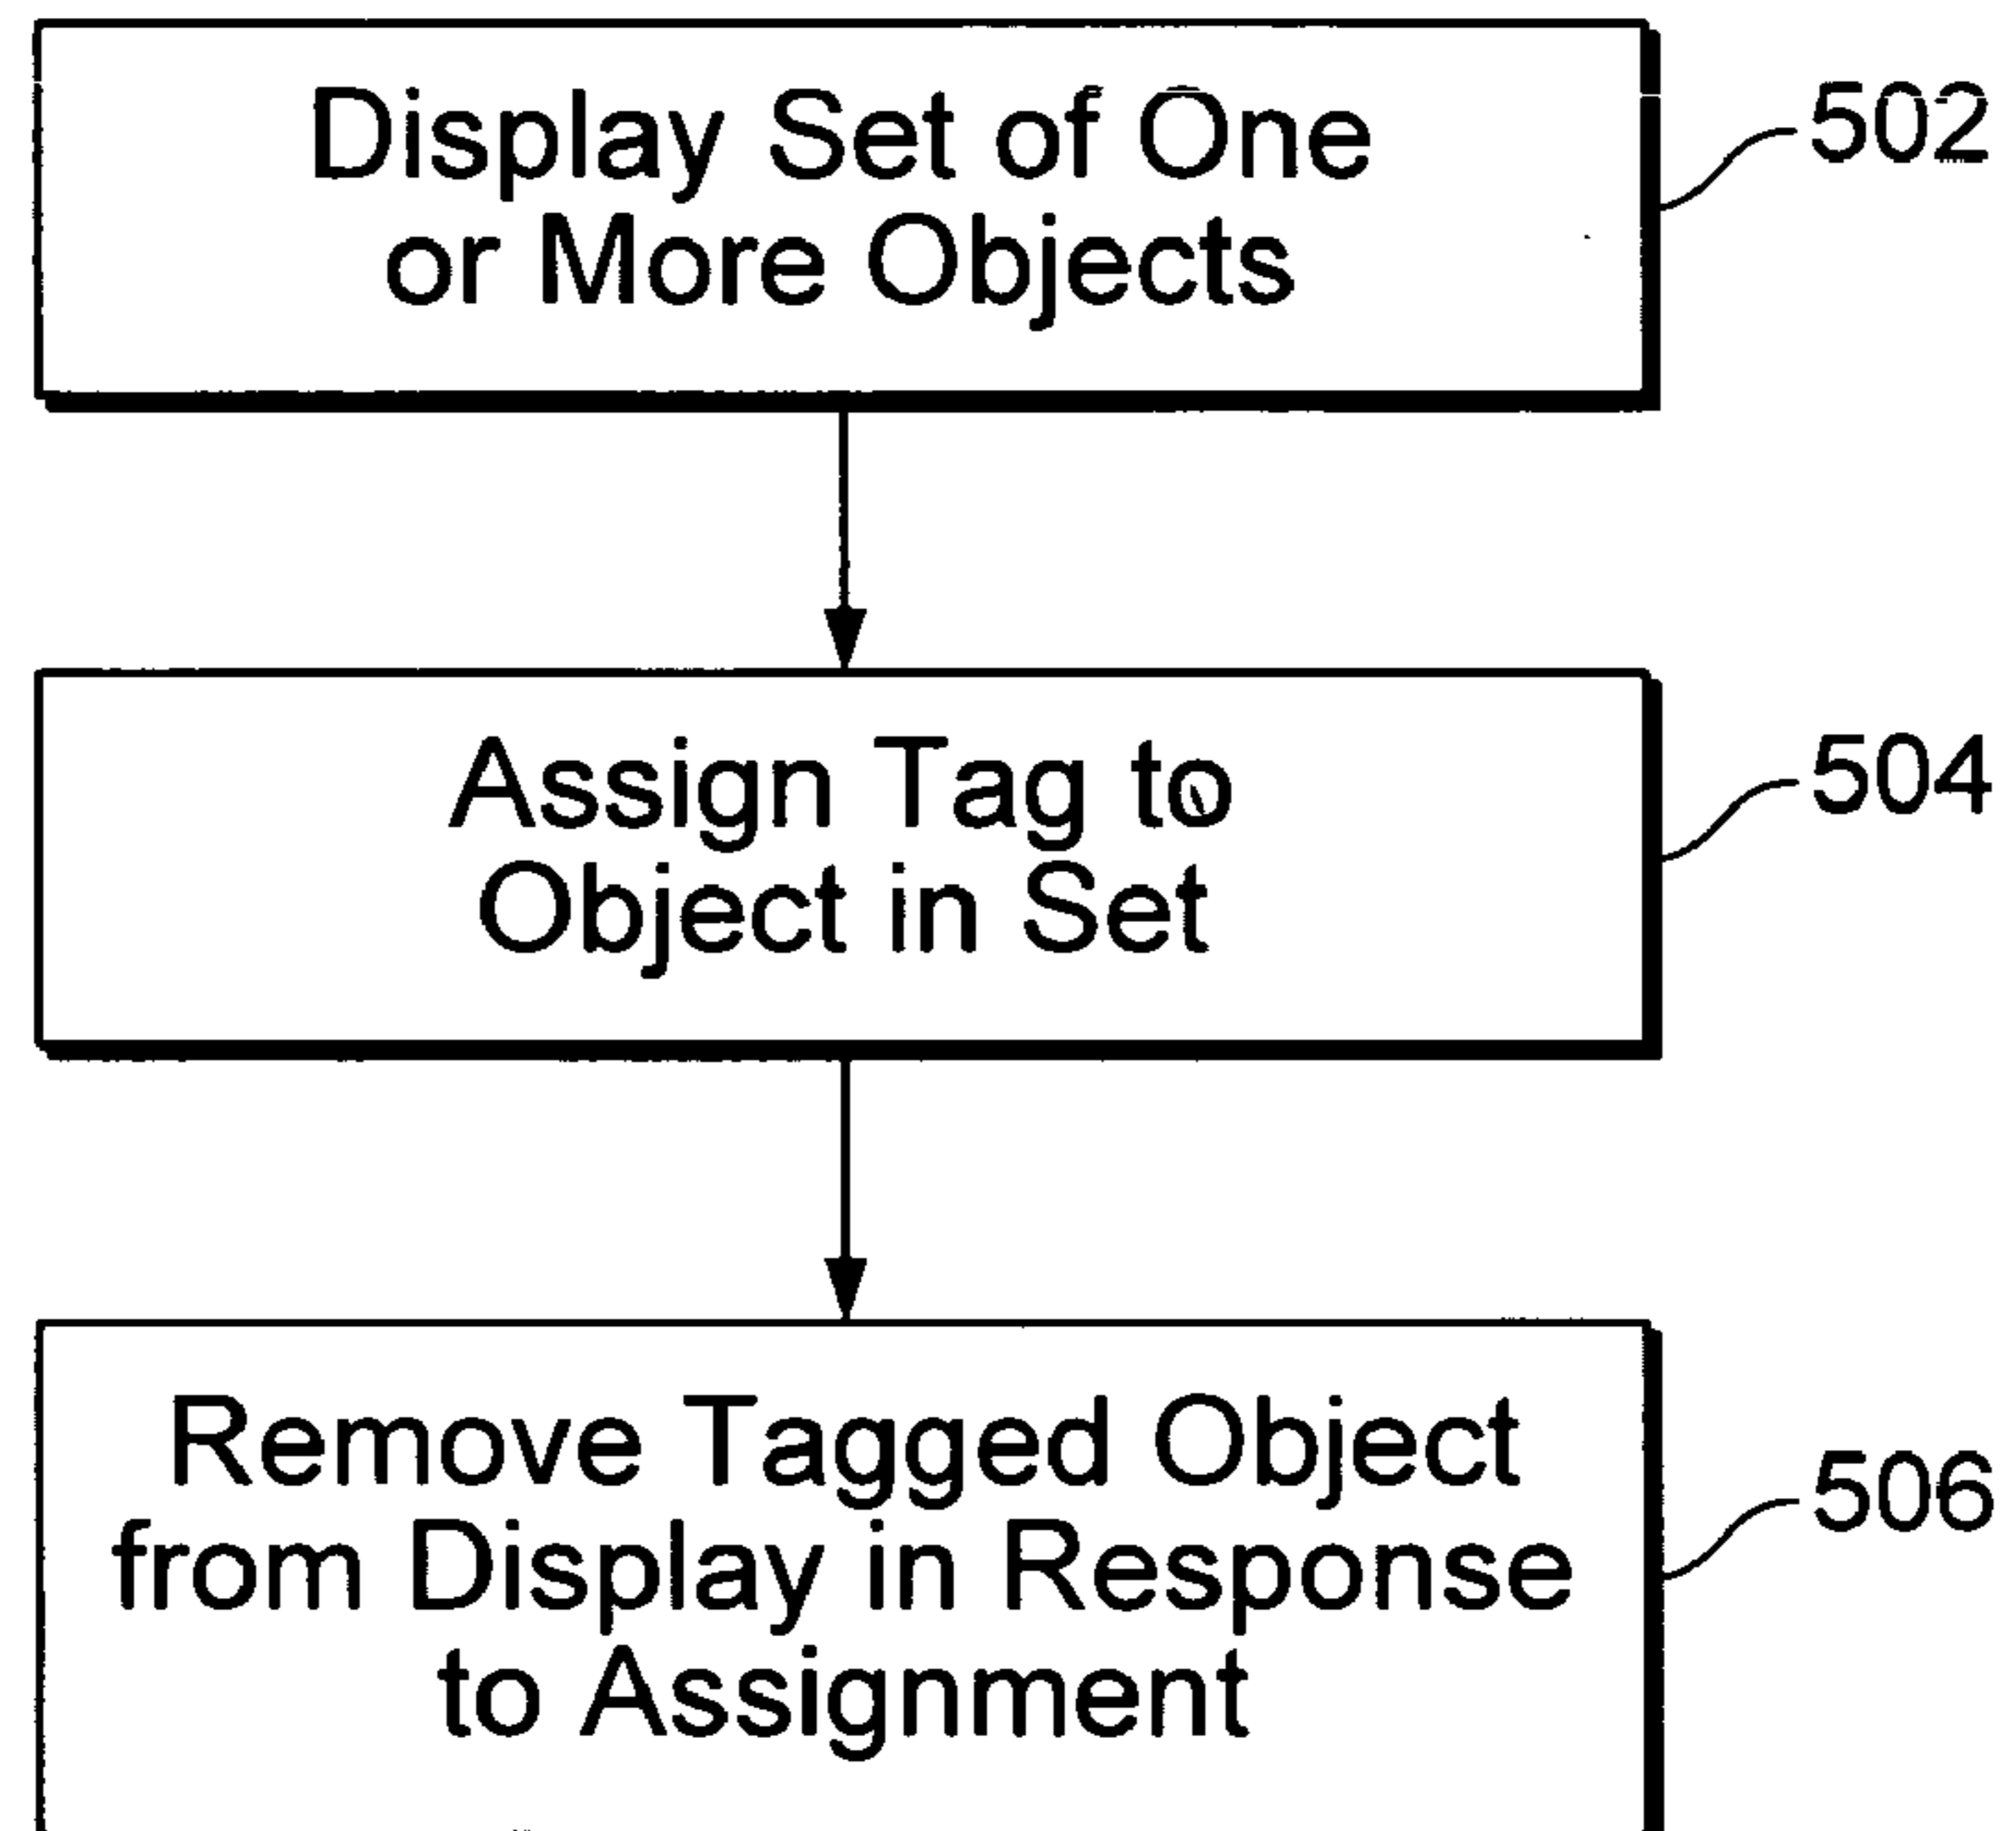 Display Set of One
or More Objects
502
Assign Tag to
Object in Set
504
Remove Tagged Object
from Display in Response
to Assignment
506